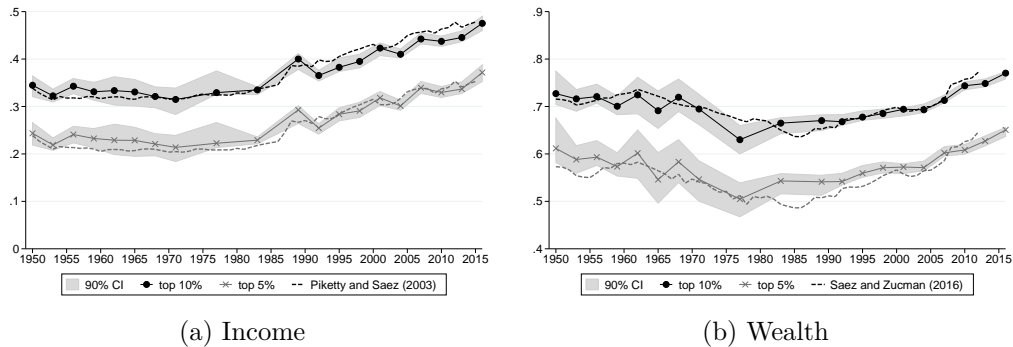 .5
.4
.3
.2
.1
0
1950 1955 1960 1965 1970 1975 1980 1985 1990 1995 2000 2005 2010 2015
90% CI top 10% top 5% Piketty and Saez (2003)
(a) Income
.9
.8
.7
.6
.5
.4
1950 1955 1960 1965 1970 1975 1980 1985 1990 1995 2000 2005 2010 2015
90% CI top 10% top 5% Saez and Zucman (2016)
(b) Wealth